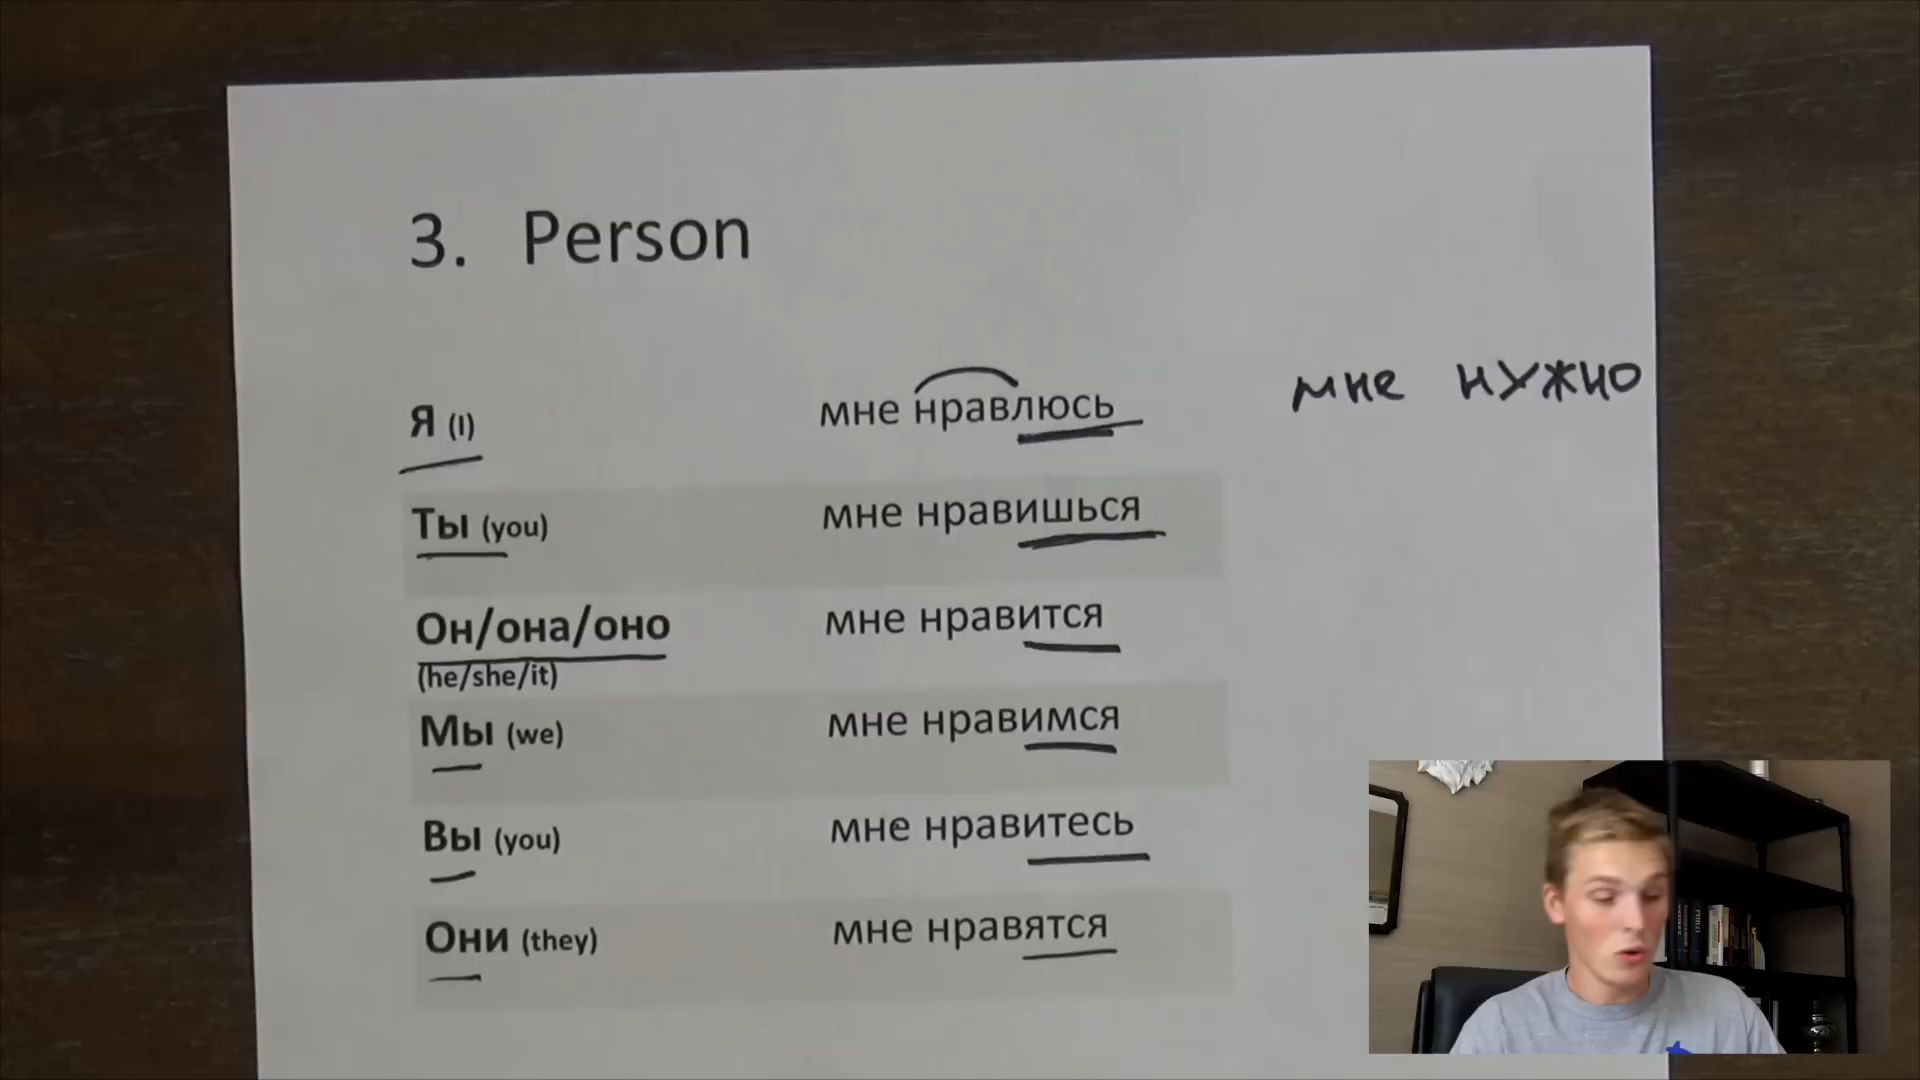 3. Person
Я (I) мне нравлюсь мне нужно
Ты (you) мне нравишься
Он/она/оно мне нравится
(he/she/it)
Мы (we) мне нравимся
Вы (you) мне нравитесь
Они (they) мне нравятся